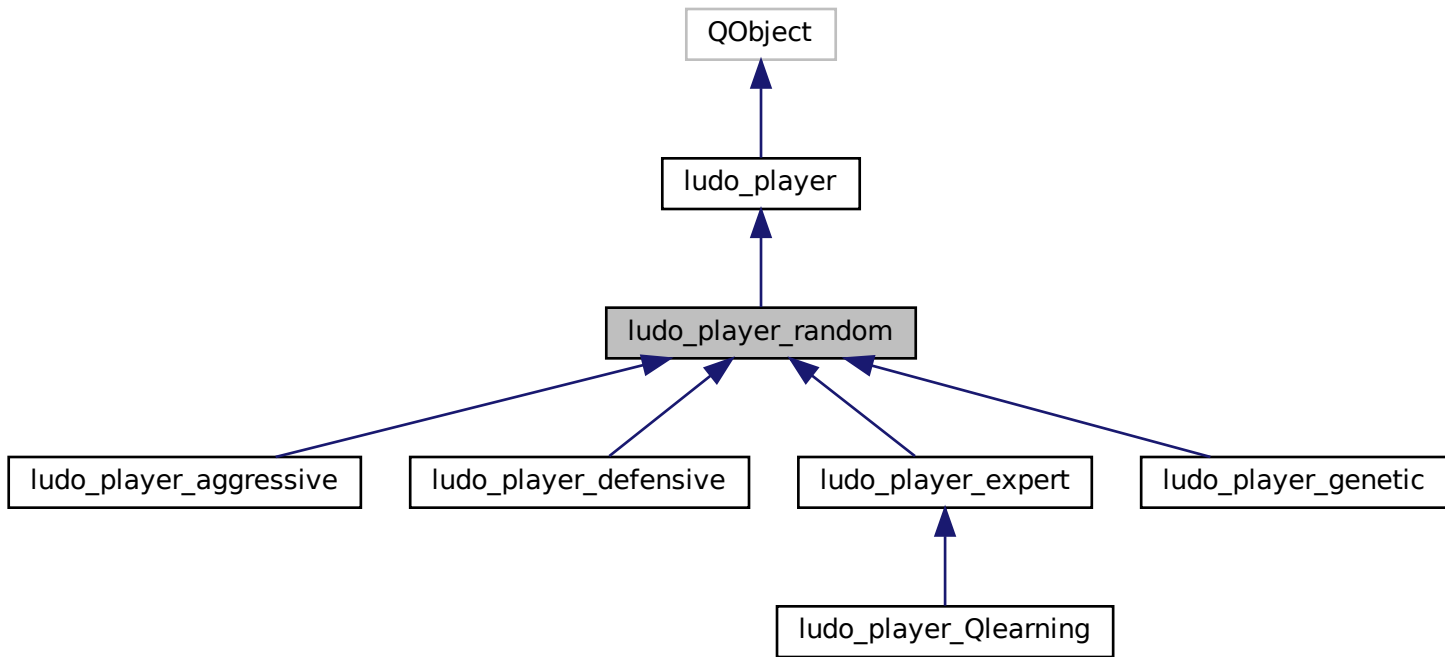 QObject
ludo_player
ludo_player_random
ludo_player_aggressive
ludo_player_defensive
ludo_player_expert
ludo_player_genetic
ludo_player_Qlearning